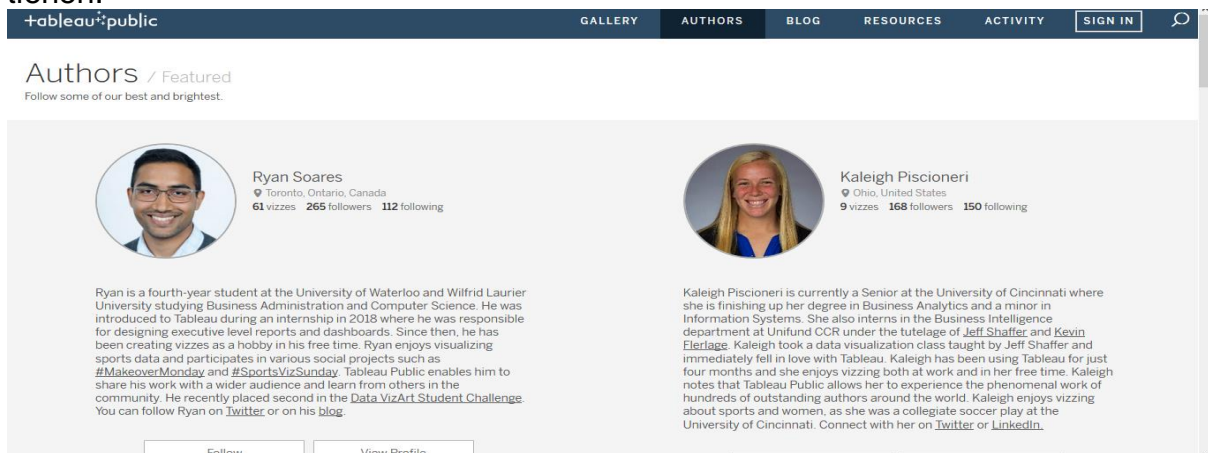 tienen.
+ableau public
GALLERY AUTHORS BLOG RESOURCES ACTIVITY SIGN IN
Authors / Featured
Follow some of our best and brightest.
Ryan Soares
Toronto, Ontario, Canada
61 vizzes 265 followers 112 following
Ryan is a fourth-year student at the University of Waterloo and Wilfrid Laurier
University studying Business Administration and Computer Science. He was
introduced to Tableau during an internship in 2018 where he was responsible
for designing executive level reports and dashboards. Since then, he has
been creating vizzes as a hobby in his free time. Ryan enjoys visualizing
sports data and participates in various social projects such as
#MakeoverMonday and #SportsVizSunday. Tableau Public enables him to
share his work with a wider audience and learn from others in the
community. He recently placed second in the Data VizArt Student Challenge.
You can follow Ryan on Twitter or on his blog.
Follow View Profile
Kaleigh Piscioneri
Ohio, United States
9 vizzes 168 followers 150 following
Kaleigh Piscioneri is currently a Senior at the University of Cincinnati where
she is finishing up her degree in Business Analytics and a minor in
Information Systems. She also interns in the Business Intelligence
department at Unifund CCR under the tutelage of Jeff Shaffer and Kevin
Flerlage. Kaleigh took a data visualization class taught by Jeff Shaffer and
immediately fell in love with Tableau. Kaleigh has been using Tableau for just
four months and she enjoys vizzing both at work and in her free time. Kaleigh
notes that Tableau Public allows her to experience the phenomenal work of
hundreds of outstanding authors around the world. Kaleigh enjoys vizzing
about sports and women, as she was a collegiate soccer play at the
University of Cincinnati. Connect with her on Twitter or LinkedIn.